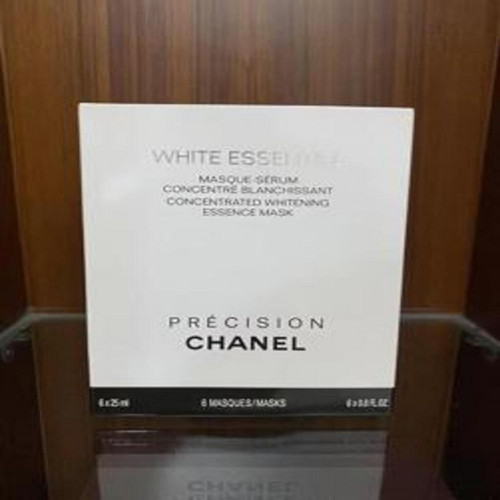 WHITE ESSENTIEL
MASQUE-SÉRUM
CONCENTRÉ BLANCHISSANT
CONCENTRATED WHITENING
ESSENCE MASK
PRÉCISION
CHANEL
6 x 25 ml 6 MASQUES/MASKS 6 x 0.8 FL.OZ.